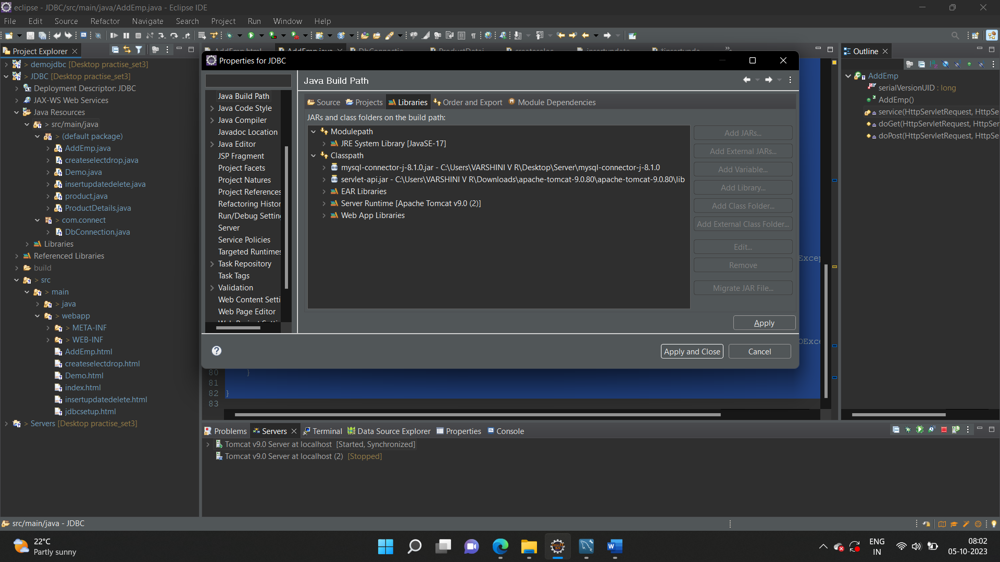 eclipse - JDBC/src/main/java/AddEmp.java - Eclipse IDE
File Edit Source Refactor Navigate Search Project Run Window Help
Project Explorer
> demojdbc [Desktop practise_set3]
> JDBC [Desktop practise_set3]
Deployment Descriptor: JDBC
JAX-WS Web Services
Java Resources
> src/main/java
> (default package)
AddEmp.java
createselectdrop.java
Demo.java
insertupdatedelete.java
product.java
ProductDetails.java
> com.connect
DbConnection.java
Libraries
Referenced Libraries
build
> src
> main
> java
> webapp
> META-INF
> WEB-INF
AddEmp.html
createselectdrop.html
Demo.html
index.html
insertupdatedelete.html
jdbcsetup.html
> Servers [Desktop practise_set3]
Properties for JDBC
Java Build Path
Java Code Style
Java Compiler
Javadoc Location
Java Editor
JSP Fragment
Project Facets
Project Natures
Project References
Refactoring Histor
Run/Debug Setting
Server
Service Policies
Targeted Runtimes
Task Repository
Task Tags
Validation
Web Content Setti
Web Page Editor
Java Build Path
Source Projects Libraries Order and Export Module Dependencies
JARs and class folders on the build path:
Modulepath
JRE System Library [JavaSE-17]
Classpath
mysql-connector-j-8.1.0.jar - C:\Users\VARSHINI V R\Desktop\Server\mysql-connector-j-8.1.0
servlet-api.jar - C:\Users\VARSHINI V R\Downloads\apache-tomcat-9.0.80\apache-tomcat-9.0.80\lib
EAR Libraries
Server Runtime [Apache Tomcat v9.0 (2)]
Web App Libraries
Add JARs...
Add External JARs...
Add Variable...
Add Library...
Add Class Folder...
Add External Class Folder...
Edit...
Remove
Migrate JAR File...
Apply
Apply and Close Cancel
Excep
OExce
80 }
81
82 }
83
Outline
AddEmp
serialVersionUID : long
AddEmp()
service(HttpServletRequest, HttpSe
doGet(HttpServletRequest, HttpSer
doPost(HttpServletRequest, HttpSe
Problems Servers Terminal Data Source Explorer Properties Console
Tomcat v9.0 Server at localhost [Started, Synchronized]
Tomcat v9.0 Server at localhost (2) [Stopped]
src/main/java - JDBC
22°C
Partly sunny
ENG
IN
08:02
05-10-2023